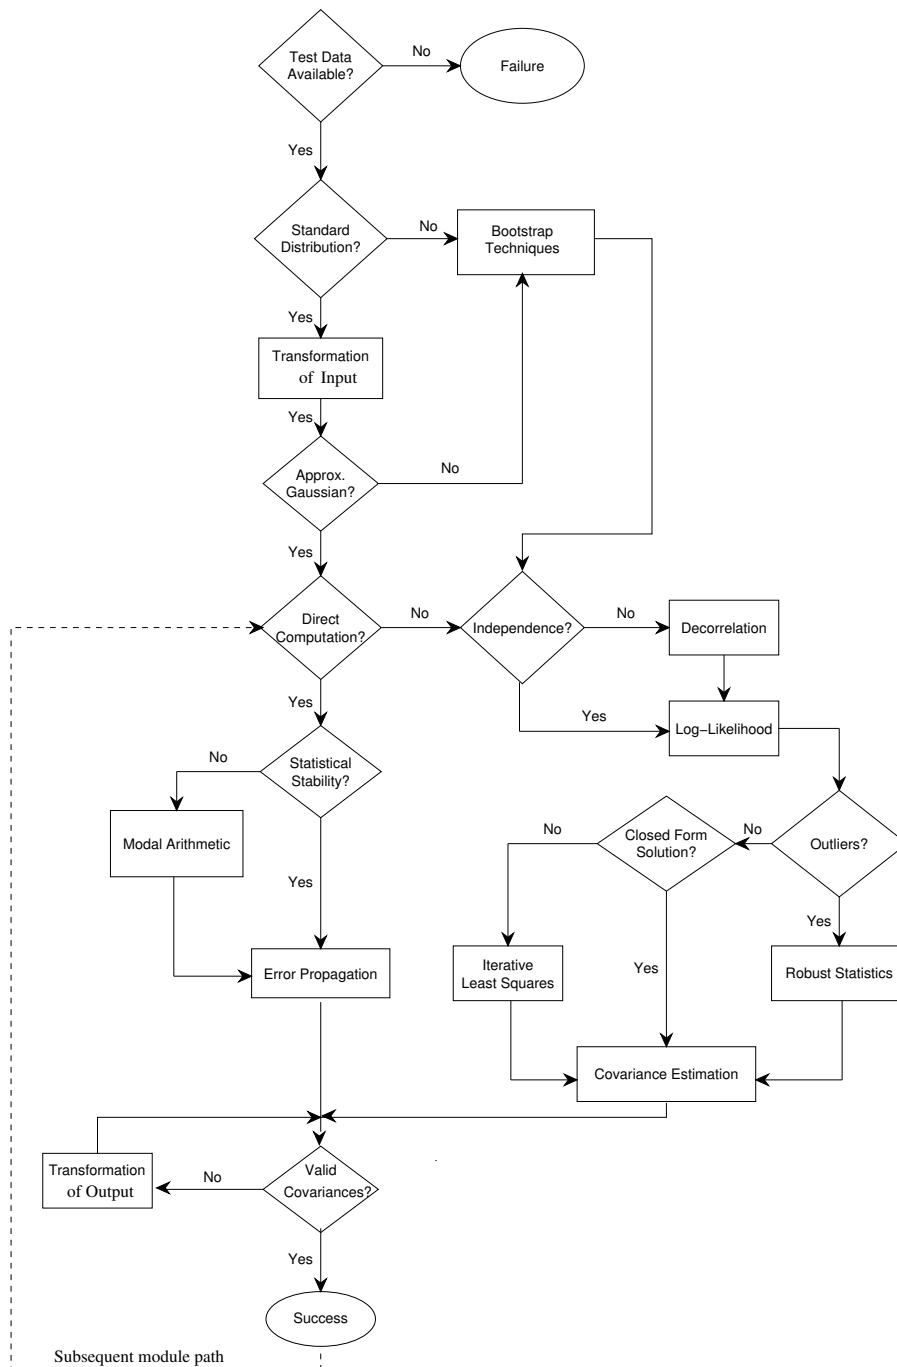 Test Data
Available?
No
Failure
Yes
Standard
Distribution?
No
Bootstrap
Techniques
Yes
Transformation
of Input
Yes
Approx.
Gaussian?
No
Yes
Direct
Computation?
No
Independence?
No
Decorrelation
Yes
Yes
Log–Likelihood
No
Statistical
Stability?
Modal Arithmetic
Yes
No
Closed Form
Solution?
No
Outliers?
Yes
Error Propagation
Iterative
Least Squares
Yes
Robust Statistics
Covariance Estimation
Transformation
of Output
No
Valid
Covariances?
Yes
Success
Subsequent module path